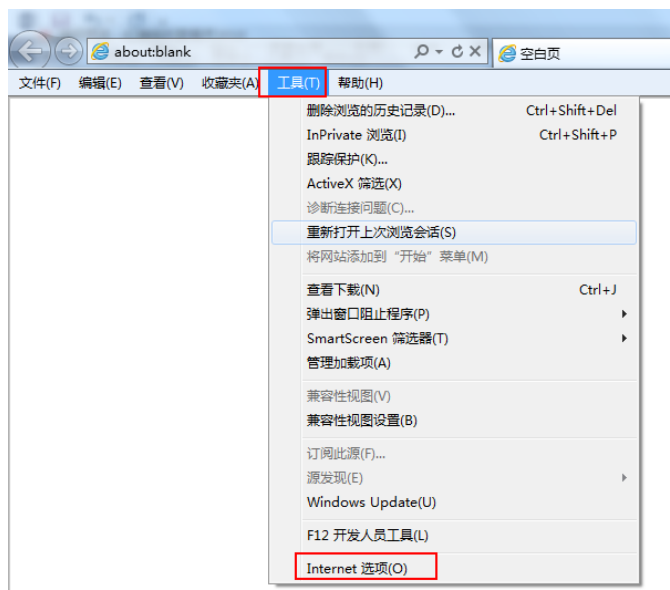 about:blank
空白页
文件(F) 编辑(E) 查看(V) 收藏夹(A) 工具(T) 帮助(H)
删除浏览的历史记录(D)... Ctrl+Shift+Del
InPrivate 浏览(I) Ctrl+Shift+P
跟踪保护(K)...
ActiveX 筛选(X)
诊断连接问题(C)...
重新打开上次浏览会话(S)
将网站添加到“开始”菜单(M)
查看下载(N) Ctrl+J
弹出窗口阻止程序(P)
SmartScreen 筛选器(T)
管理加载项(A)
兼容性视图(V)
兼容性视图设置(B)
订阅此源(F)...
源发现(E)
Windows Update(U)
F12 开发人员工具(L)
Internet 选项(O)